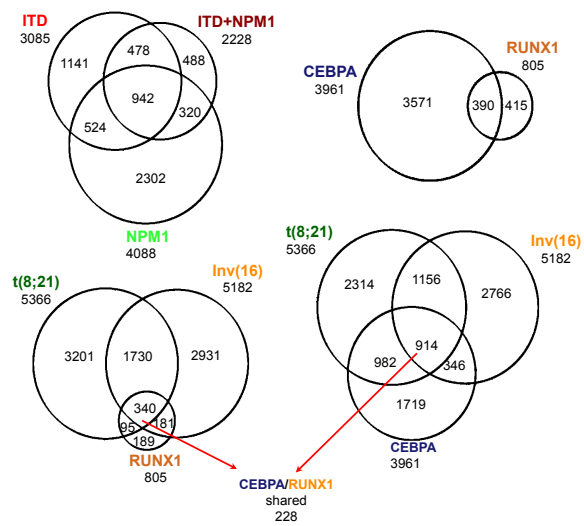 ITD
3085
ITD+NPM1
2228
1141
478
488
942
524
320
2302
NPM1
4088
RUNX1
805
CEBPA
3961
3571
390
415
t(8;21)
5366
Inv(16)
5182
3201
1730
2931
340
95
181
189
RUNX1
805
t(8;21)
5366
Inv(16)
5182
2314
1156
2766
914
982
346
1719
CEBPA
3961
CEBPA/RUNX1
shared
228